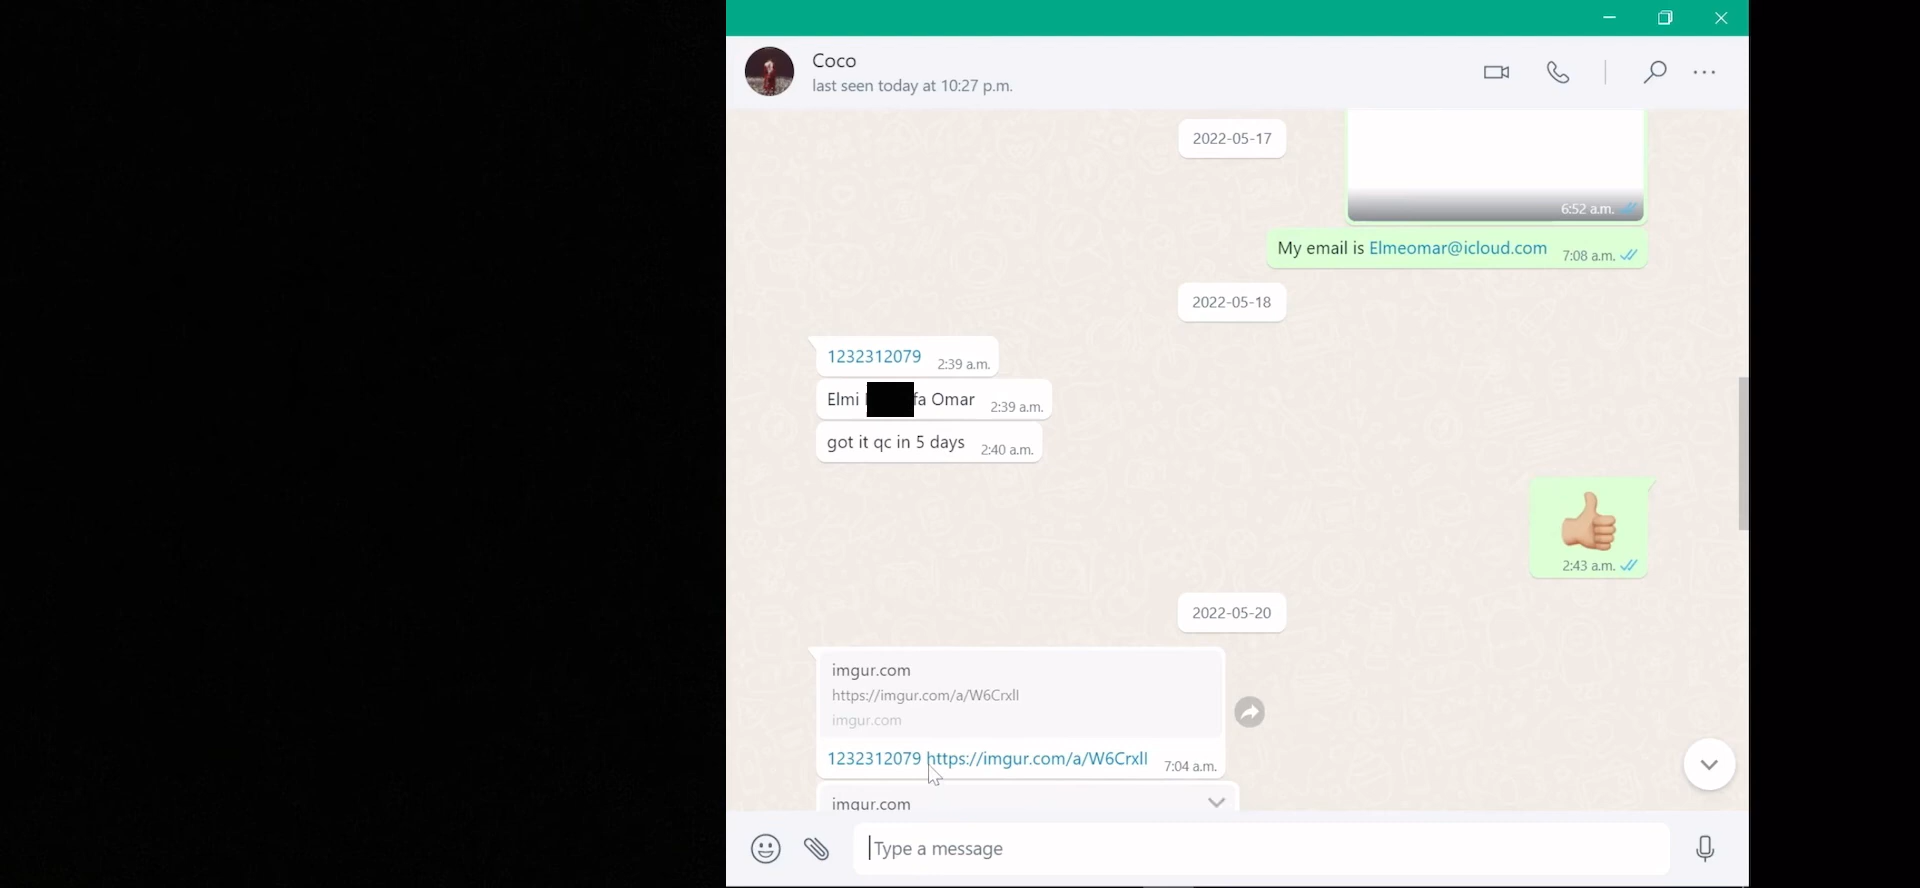 Coco
last seen today at 10:27 p.m.
2022-05-17
6:52 a.m.
My email is Elmeomar@icloud.com 7:08 a.m.
2022-05-18
1232312079 2:39 a.m.
Elmi fa Omar 2:39 a.m.
got it qc in 5 days 2:40 a.m.
2:43 a.m.
2022-05-20
imgur.com
https://imgur.com/a/W6CrxlI
imgur.com
1232312079 https://imgur.com/a/W6CrxlI 7:04 a.m.
imgur.com
Type a message